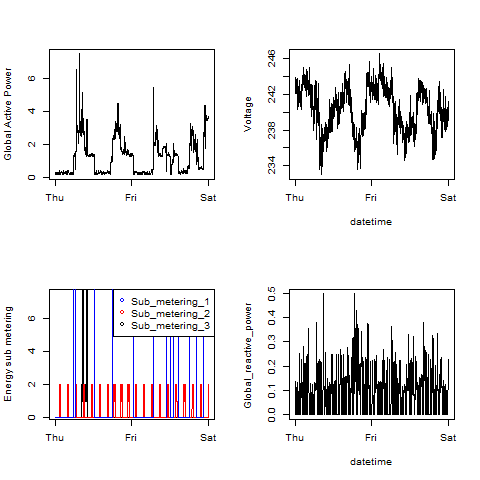 Global Active Power
0 2 4 6
Thu Fri Sat
Voltage
234 238 242 246
Thu Fri Sat
datetime
Energy sub metering
0 2 4 6
Thu Fri Sat
Sub_metering_1
Sub_metering_2
Sub_metering_3
Global_reactive_power
0.0 0.1 0.2 0.3 0.4 0.5
Thu Fri Sat
datetime